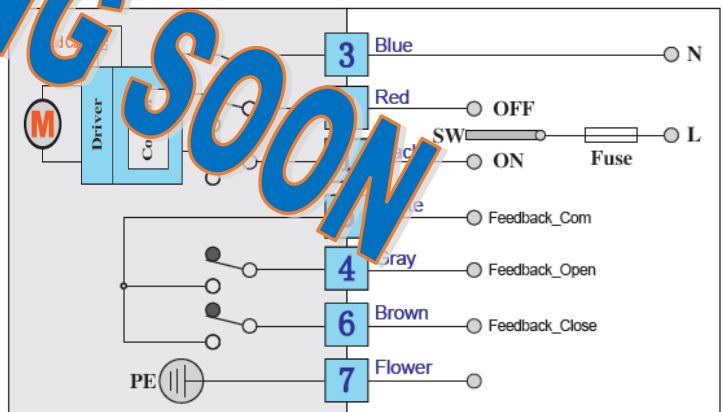 NG SOON
3 Blue N
M Driver
Red OFF
SW Fuse L
ON
Feedback_Com
4 Gray Feedback_Open
6 Brown Feedback_Close
PE 7 Flower